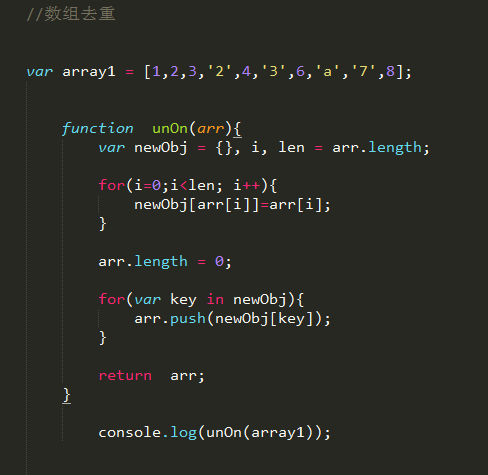 //数组去重
var array1 = [1,2,3,'2',4,'3',6,'a','7',8];
function  unOn(arr){
var newObj = {}, i, len = arr.length;
for(i=0;i<len; i++){
newObj[arr[i]]=arr[i];
}
arr.length = 0;
for(var key in newObj){
arr.push(newObj[key]);
}
return  arr;
}
console.log(unOn(array1));